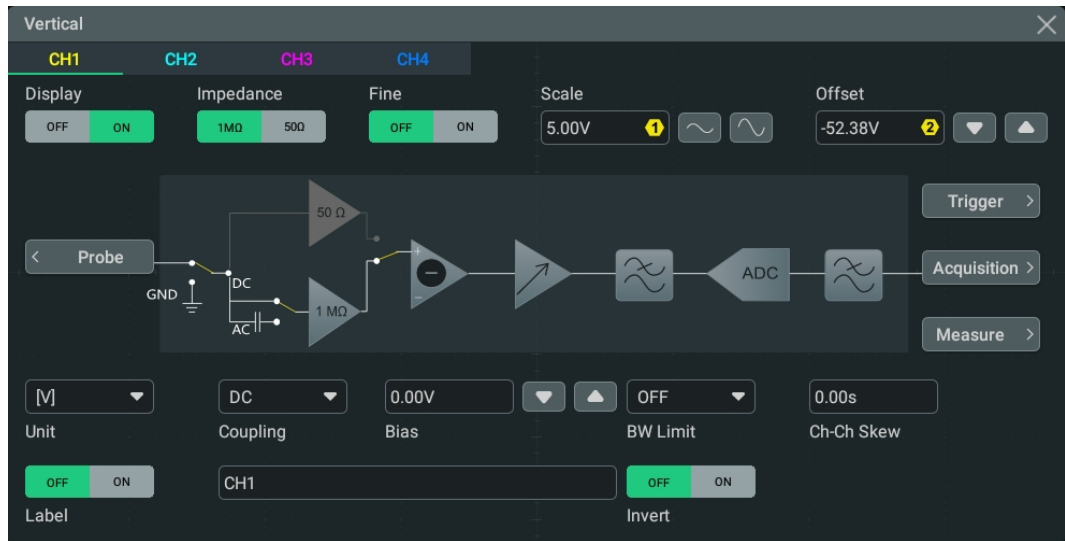 Vertical
CH1 CH2 CH3 CH4
Display Impedance Fine Scale Offset
OFF ON 1MΩ 50Ω OFF ON 5.00V 1 -52.38V 2
50 Ω
Trigger >
< Probe
DC
GND
ADC
Acquisition >
1 MΩ
AC
Measure >
[V] DC 0.00V OFF 0.00s
Unit Coupling Bias BW Limit Ch-Ch Skew
OFF ON CH1 OFF ON
Label Invert